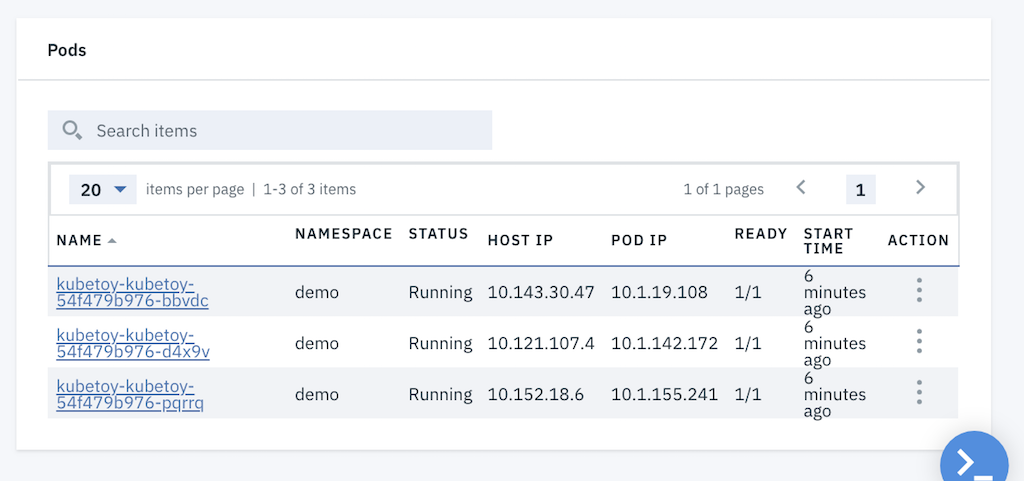 Pods
Search items
20 items per page | 1-3 of 3 items 1 of 1 pages 1
NAME NAMESPACE STATUS HOST IP POD IP READY START TIME ACTION
kubetoy-kubetoy-54f479b976-bbvdc demo Running 10.143.30.47 10.1.19.108 1/1 6 minutes ago
kubetoy-kubetoy-54f479b976-d4x9v demo Running 10.121.107.4 10.1.142.172 1/1 6 minutes ago
kubetoy-kubetoy-54f479b976-pqrrq demo Running 10.152.18.6 10.1.155.241 1/1 6 minutes ago